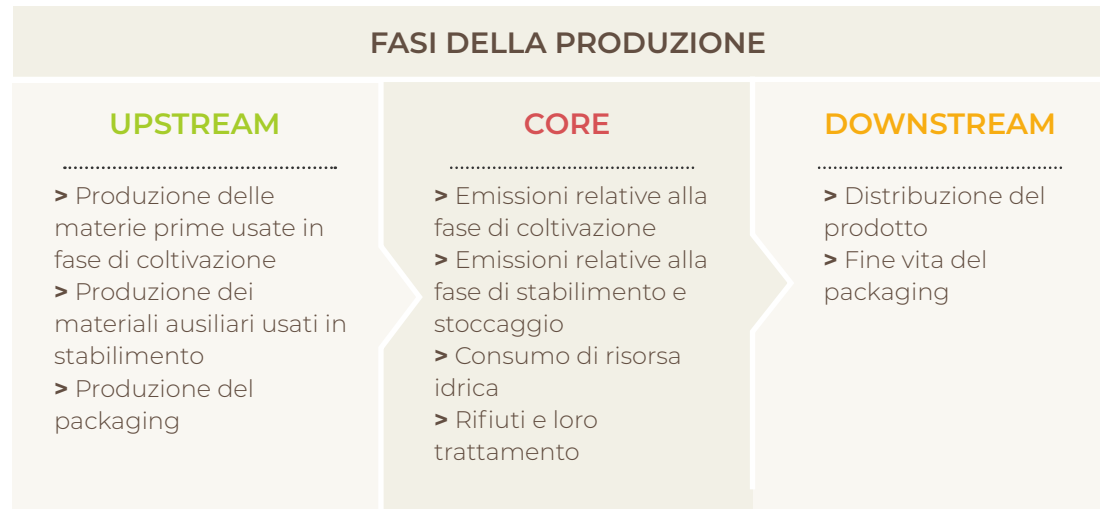 FASI DELLA PRODUZIONE
UPSTREAM
> Produzione delle
materie prime usate in
fase di coltivazione
> Produzione dei
materiali ausiliari usati in
stabilimento
> Produzione del
packaging
CORE
> Emissioni relative alla
fase di coltivazione
> Emissioni relative alla
fase di stabilimento e
stoccaggio
> Consumo di risorsa
idrica
> Rifiuti e loro
trattamento
DOWNSTREAM
> Distribuzione del
prodotto
> Fine vita del
packaging